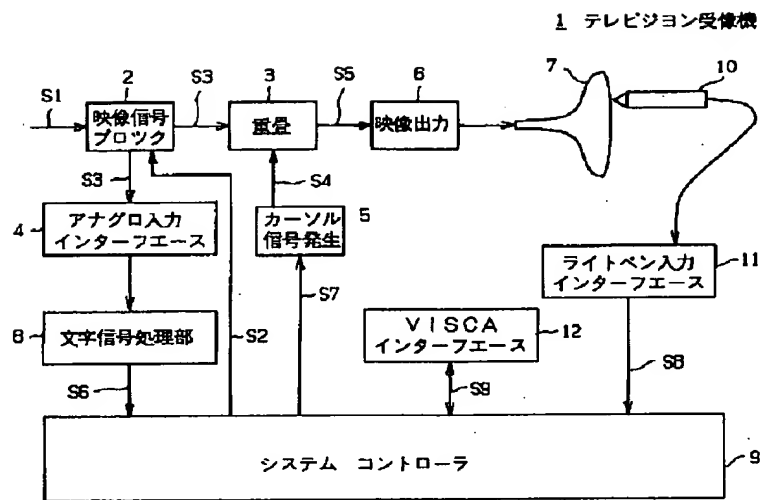 1 テレビジヨン受像機
2
3
6
7
10
S1
S3
S5
映像信号
ブロツク
重畳
映像出力
S3
S4
4
アナグロ入力
インターフエース
カーソル
信号発生
5
ライトペン入力
インターフエース
11
8
文字信号処理部
S2
S7
VISCA
インターフエース
12
S6
S9
S8
システム コントローラ
9